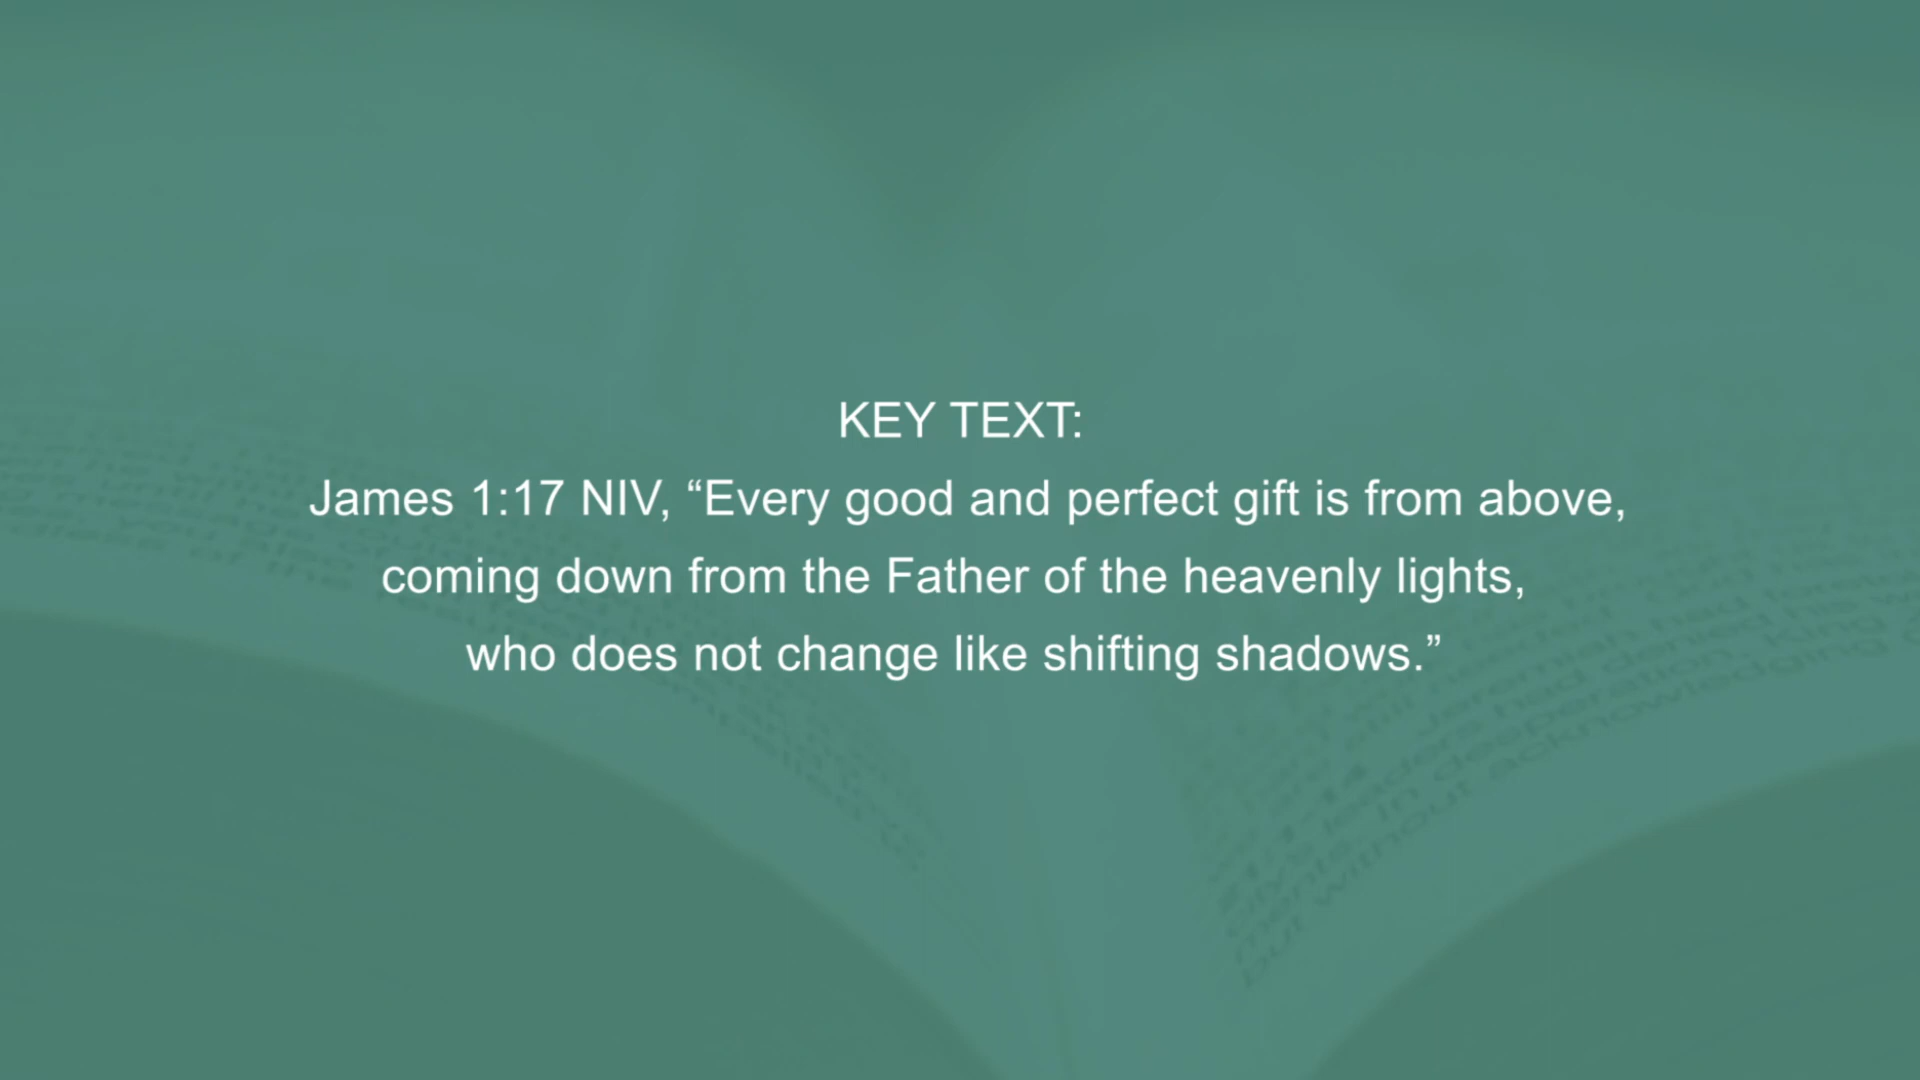 KEY TEXT:
James 1:17 NIV, “Every good and perfect gift is from above,
coming down from the Father of the heavenly lights,
who does not change like shifting shadows.”